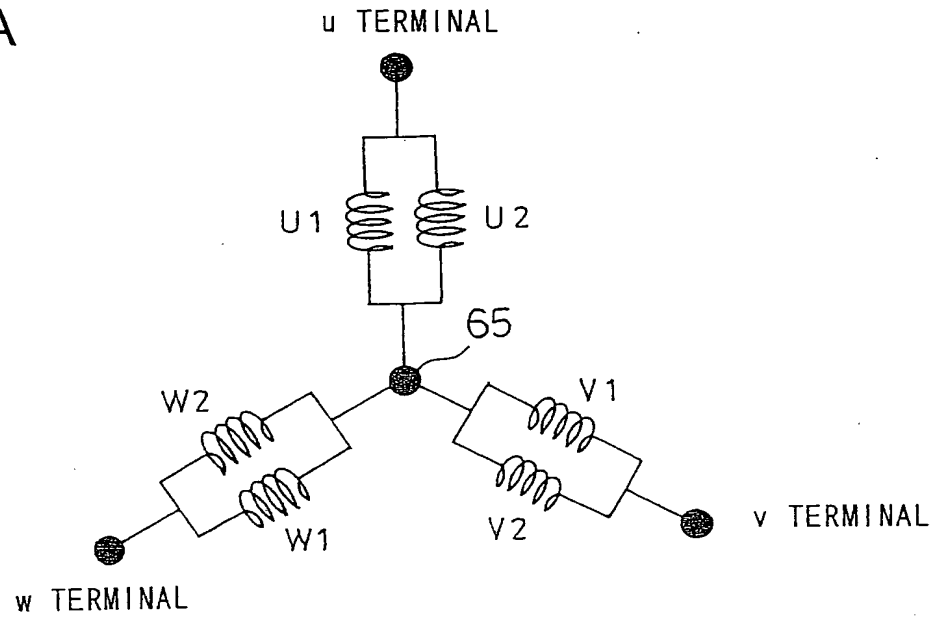 A
u TERMINAL
U1
U2
65
W2
V1
W1
V2
v TERMINAL
w TERMINAL